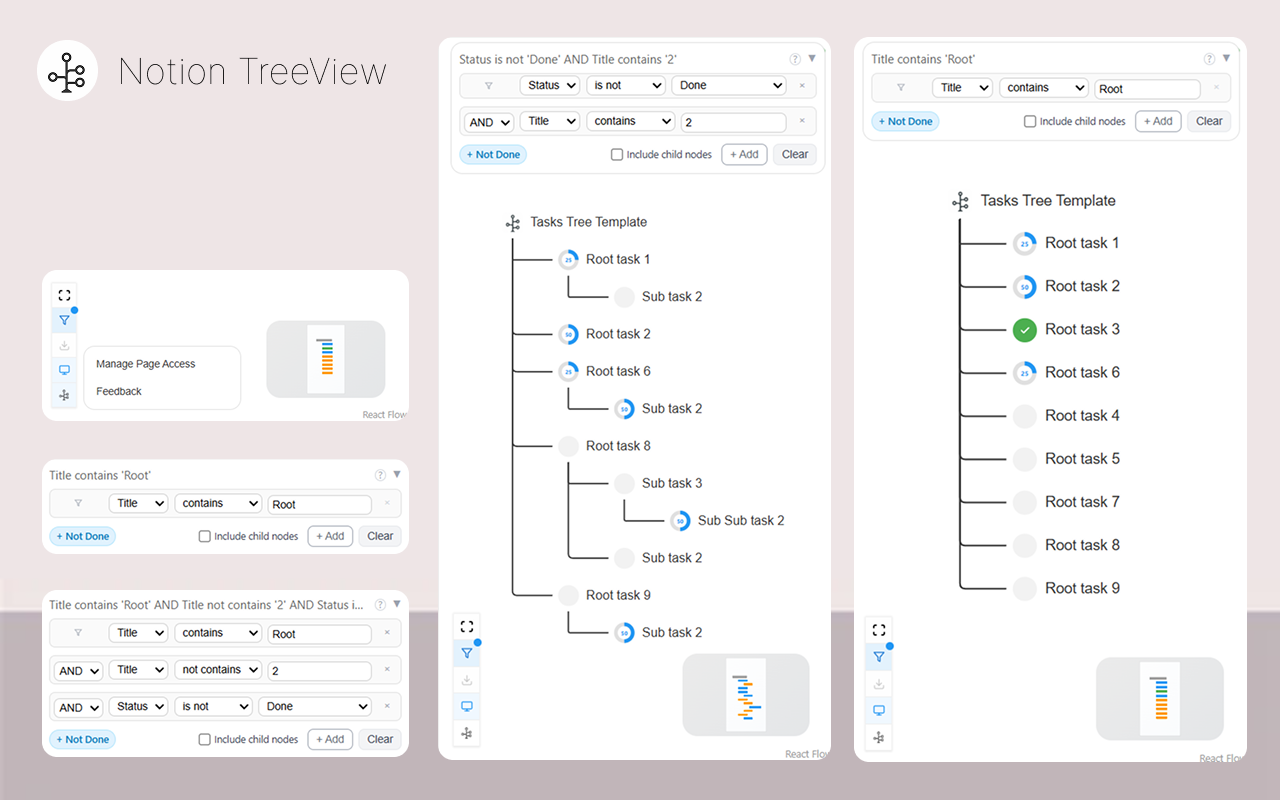 Notion TreeView
Manage Page Access
Feedback
React Flow
Title contains 'Root'
?
Title contains Root ×
+ Not Done Include child nodes + Add Clear
Title contains 'Root' AND Title not contains '2' AND Status i...
?
Title contains Root ×
AND Title not contains 2 ×
AND Status is not Done ×
+ Not Done Include child nodes + Add Clear
Status is not 'Done' AND Title contains '2'
?
Status is not Done ×
AND Title contains 2 ×
+ Not Done Include child nodes + Add Clear
Tasks Tree Template
25 Root task 1
Sub task 2
50 Root task 2
25 Root task 6
50 Sub task 2
Root task 8
Sub task 3
50 Sub Sub task 2
Sub task 2
Root task 9
50 Sub task 2
React Flow
Title contains 'Root'
?
Title contains Root ×
+ Not Done Include child nodes + Add Clear
Tasks Tree Template
25 Root task 1
50 Root task 2
Root task 3
25 Root task 6
Root task 4
Root task 5
Root task 7
Root task 8
Root task 9
React Flow